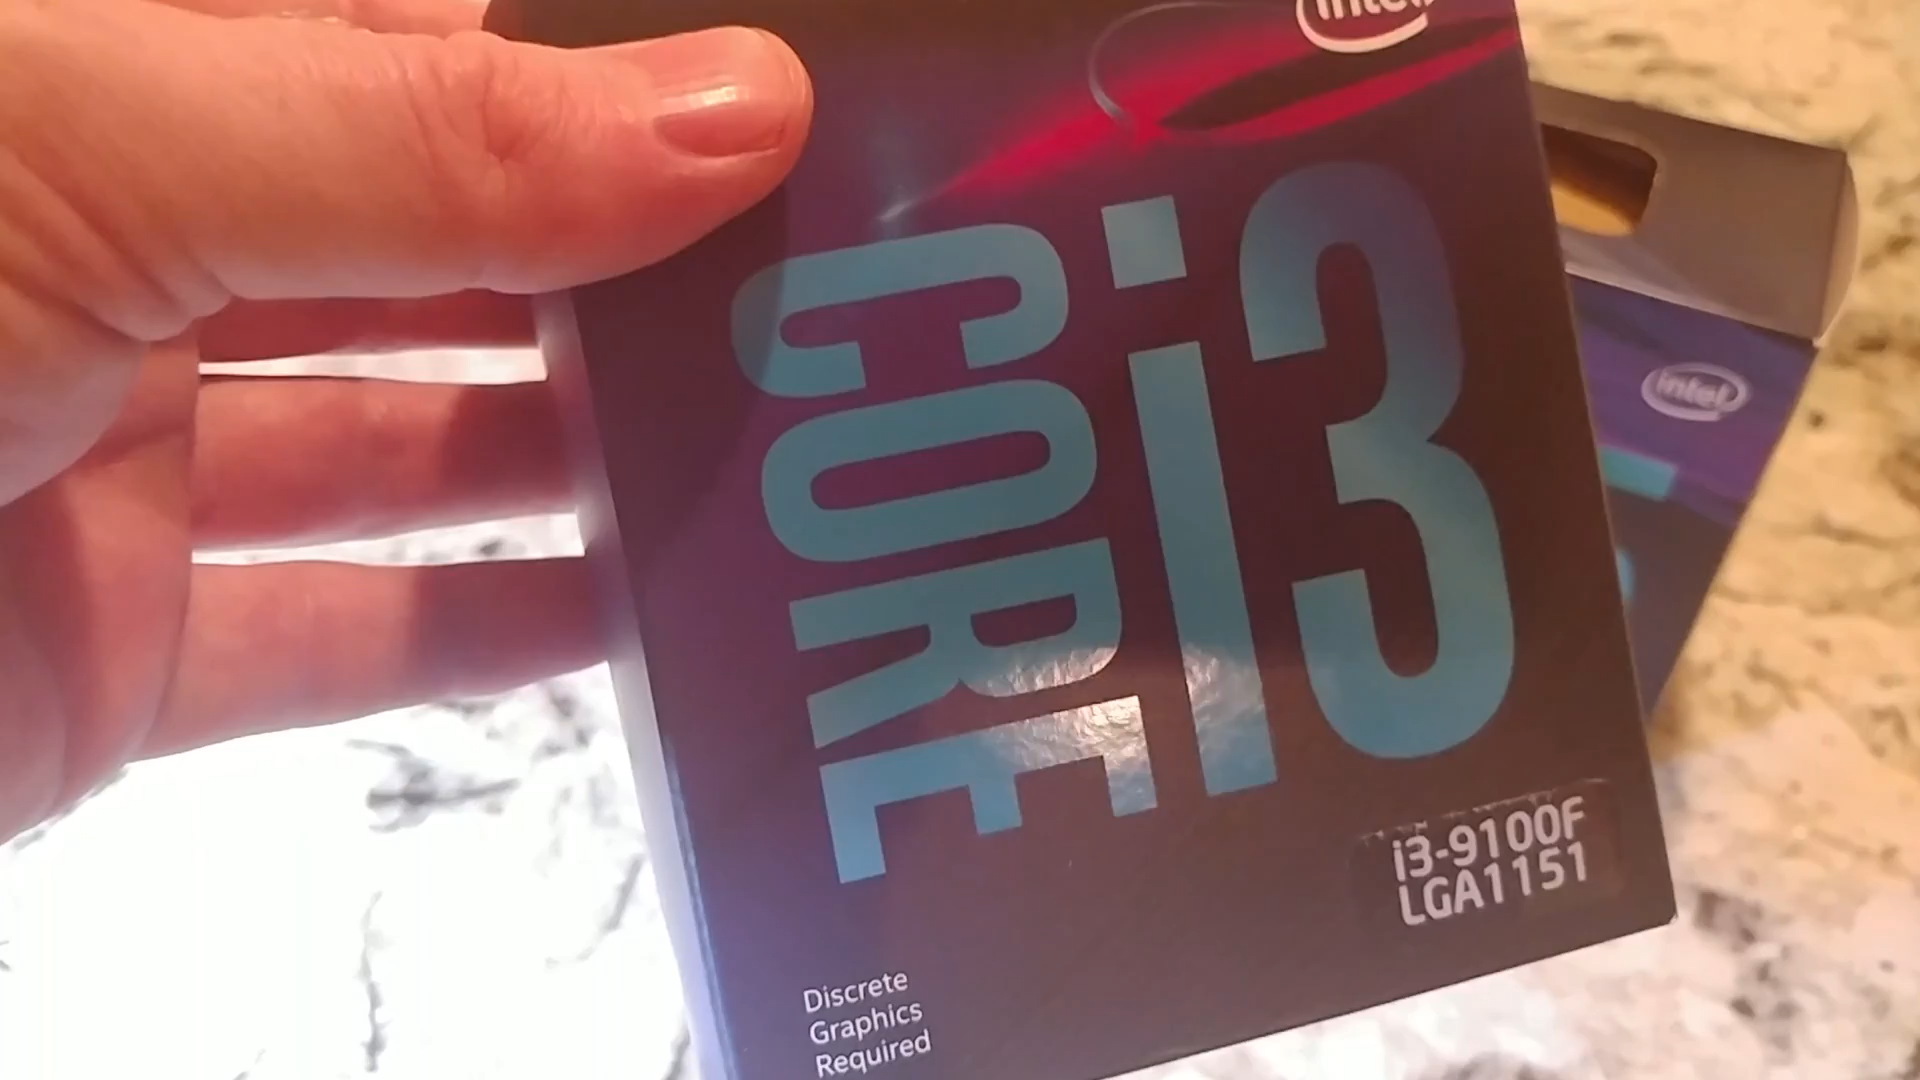 intel
CORE i3
intel
i3-9100F
LGA1151
Discrete
Graphics
Required